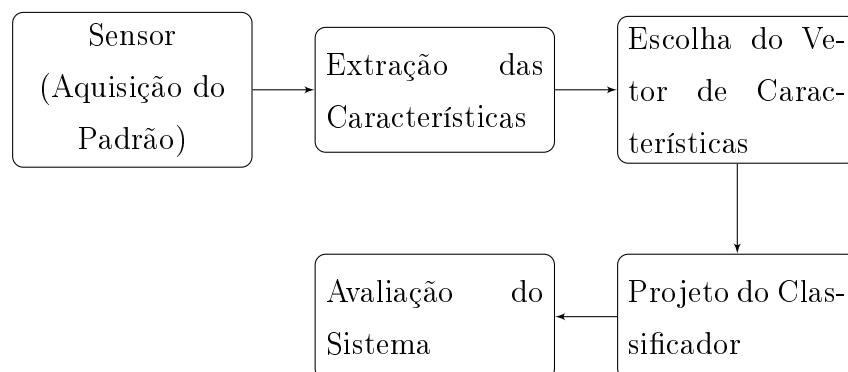 Sensor
(Aquisição do
Padrão)
Extração das
Características
Escolha do Ve-
tor de Carac-
terísticas
Projeto do Clas-
sificador
Avaliação do
Sistema